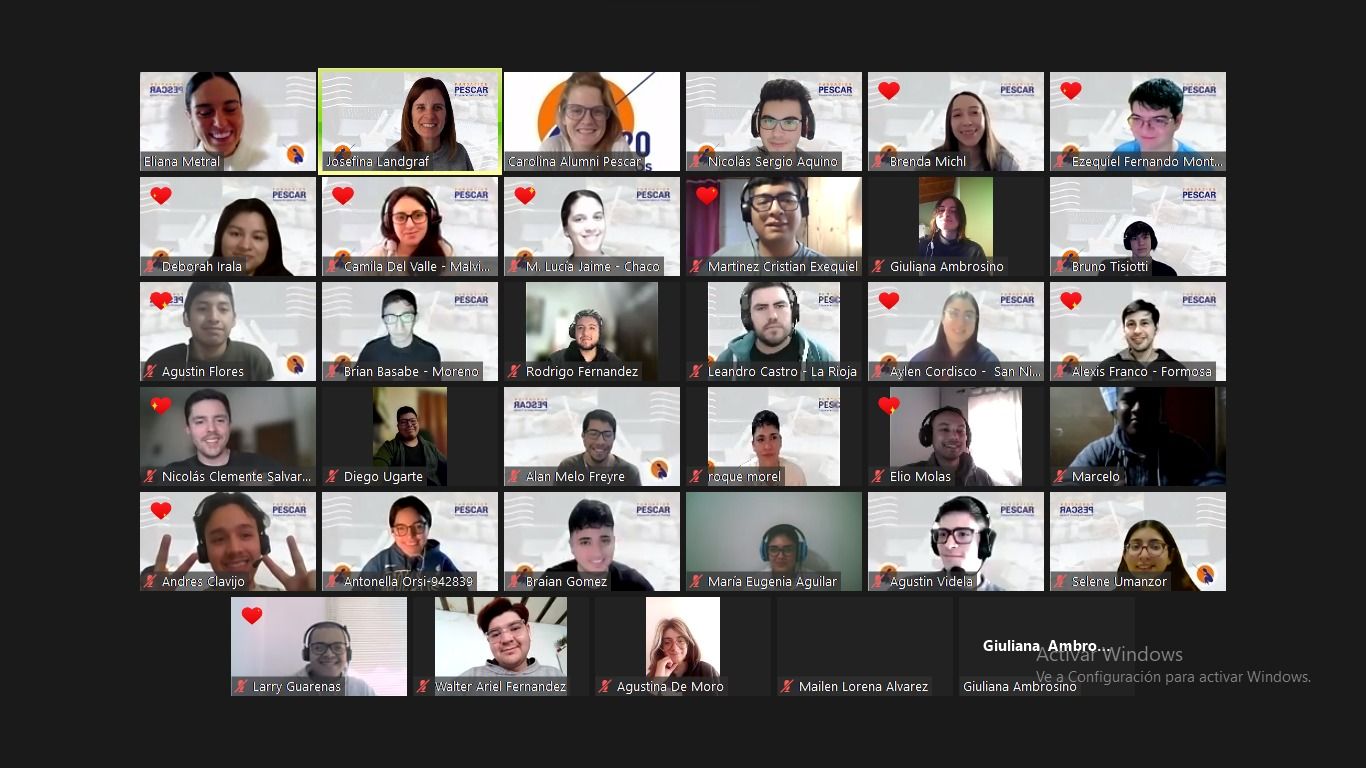 PESCAR
FUNDACION
PESCAR
FUNDACION
PESCAR
FUNDACION
PESCAR
FUNDACION
PESCAR
Eliana Metral
Josefina Landgraf
Carolina Alumni Pescar
Nicolás Sergio Aquino
Brenda Michl
Ezequiel Fernando Mont...
PESCAR
PESCAR
PESCAR
PESCAR
Deborah Irala
Camila Del Valle - Malvi...
M. Lucía Jaime - Chaco
Martinez Cristian Exequiel
Giuliana Ambrosino
Bruno Tisiotti
PESCAR
PESCAR
PESC
PESCAR
PESCAR
Agustin Flores
Brian Basabe - Moreno
Rodrigo Fernandez
Leandro Castro - La Rioja
Aylen Cordisco - San Ni...
Alexis Franco - Formosa
PESCAR
PESC
Nicolás Clemente Salvar...
Diego Ugarte
Alan Melo Freyre
roque morel
Elio Molas
Marcelo
PESCAR
PESCAR
PESCAR
PESCAR
PESCAR
Andres Clavijo
Antonella Orsi-942839
Braian Gomez
María Eugenia Aguilar
Agustin Videla
Selene Umanzor
Giuliana Ambro...
Activar Windows
Ve a Configuración para activar Windows.
Larry Guarenas
Walter Ariel Fernandez
Agustina De Moro
Mailen Lorena Alvarez
Giuliana Ambrosino